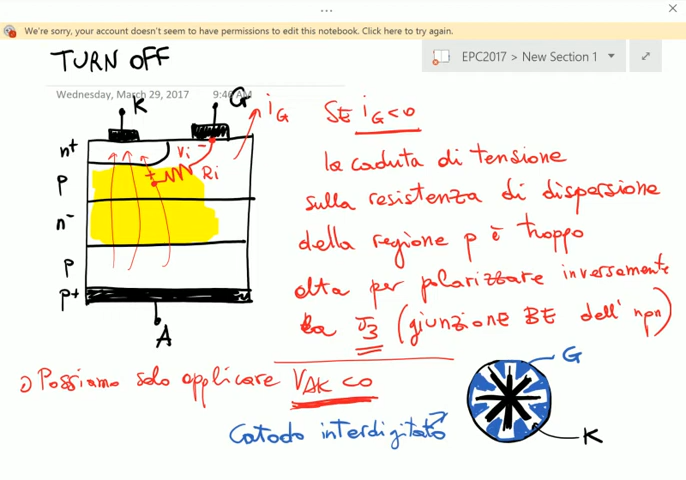 We're sorry, your account doesn't seem to have permissions to edit this notebook. Click here to try again.
TURN OFF
EPC2017 > New Section 1
Wednesday, March 29, 2017 9:46 AM
K
G
iG
n+
Vi
-
+
Ri
p
n-
p
p+
A
SE iG<0
la caduta di tensione
sulla resistenza di dispersione
della regione p è troppo
alta per polarizzare inversamente
la J3 (giunzione BE dell' npn)
Possiamo solo applicare VAK <0
Catodo interdigitato
G
K